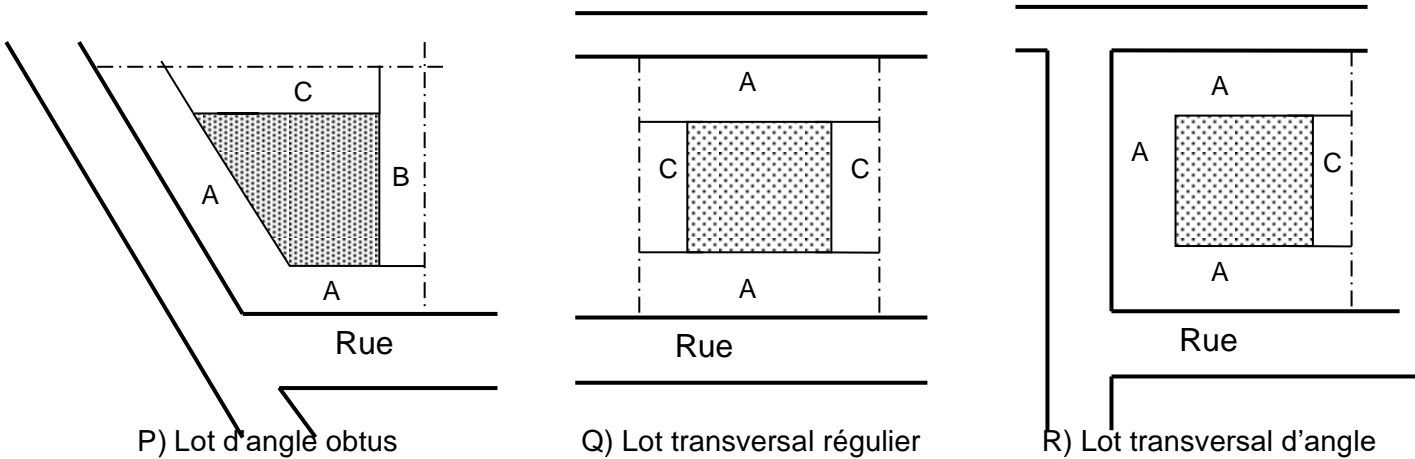 C
B
A
A
Rue
P) Lot d'angle obtus
A
C
C
A
Rue
Q) Lot transversal régulier
A
A
C
A
Rue
R) Lot transversal d'angle